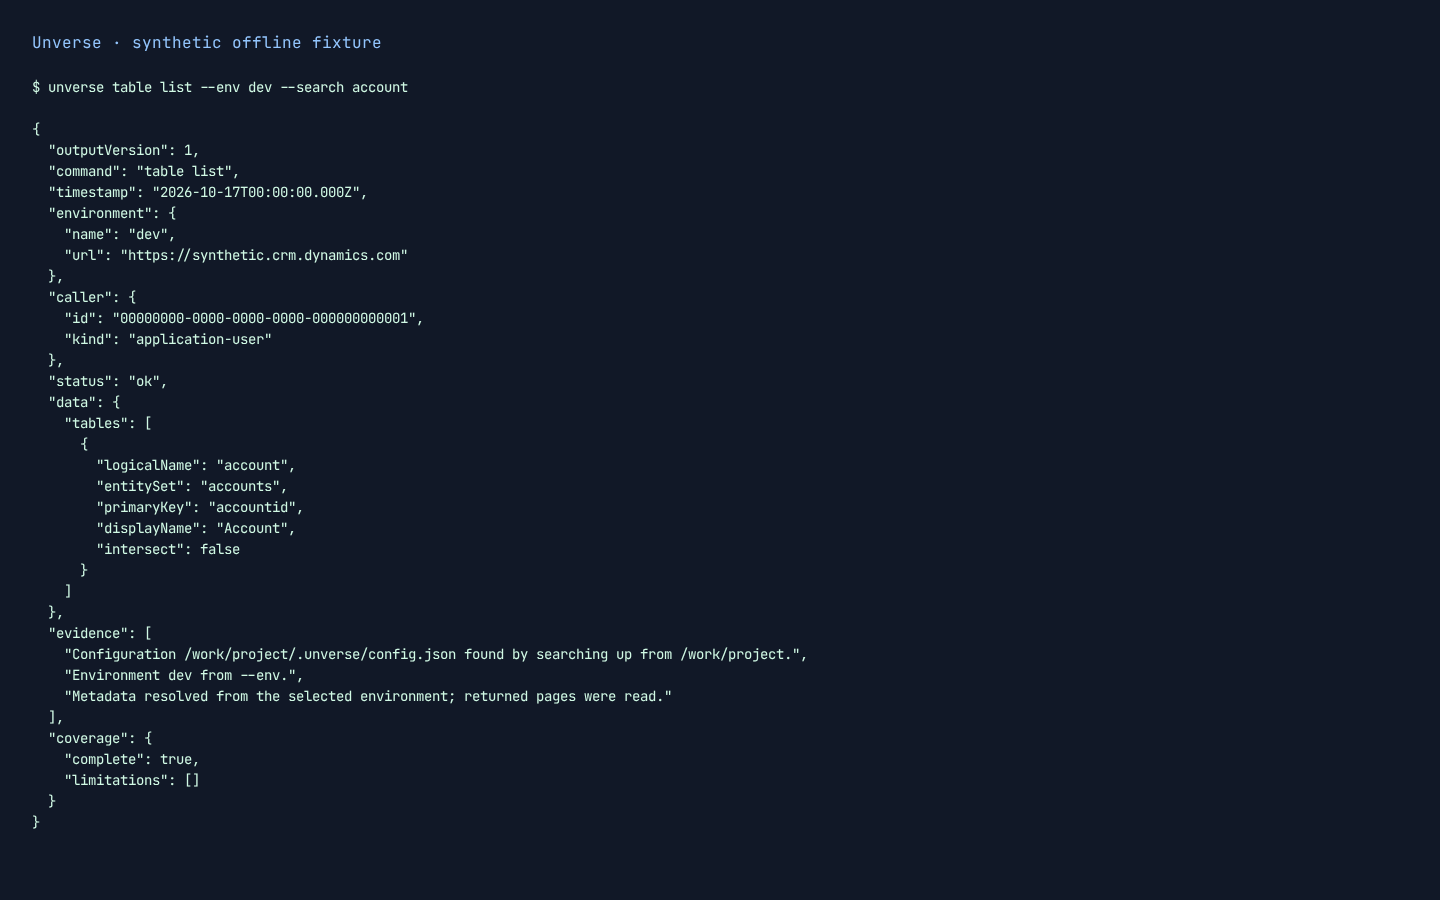 Unverse · synthetic offline fixture
$ unverse table list --env dev --search account
{
  "outputVersion": 1,
  "command": "table list",
  "timestamp": "2026-10-17T00:00:00.000Z",
  "environment": {
    "name": "dev",
    "url": "https://synthetic.crm.dynamics.com"
  },
  "caller": {
    "id": "00000000-0000-0000-0000-000000000001",
    "kind": "application-user"
  },
  "status": "ok",
  "data": {
    "tables": [
      {
        "logicalName": "account",
        "entitySet": "accounts",
        "primaryKey": "accountid",
        "displayName": "Account",
        "intersect": false
      }
    ]
  },
  "evidence": [
    "Configuration /work/project/.unverse/config.json found by searching up from /work/project.",
    "Environment dev from --env.",
    "Metadata resolved from the selected environment; returned pages were read."
  ],
  "coverage": {
    "complete": true,
    "limitations": []
  }
}